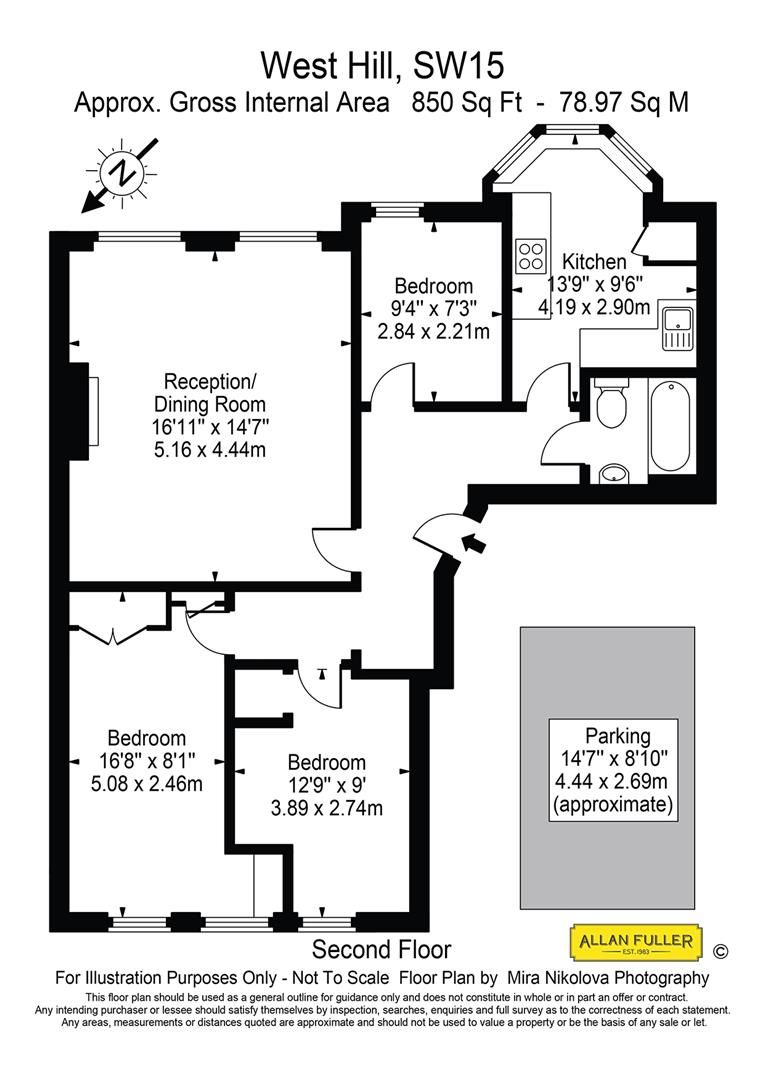 West Hill, SW15
Approx. Gross Internal Area 850 Sq Ft - 78.97 Sq M
N
Bedroom
9'4" x 7'3"
2.84 x 2.21m
Kitchen
13'9" x 9'6"
4.19 x 2.90m
Reception/
Dining Room
16'11" x 14'7"
5.16 x 4.44m
Bedroom
16'8" x 8'1"
5.08 x 2.46m
Bedroom
12'9" x 9'
3.89 x 2.74m
Parking
14'7" x 8'10"
4.44 x 2.69m
(approximate)
Second Floor
ALLAN FULLER
EST. 1983
©
For Illustration Purposes Only - Not To Scale Floor Plan by Mira Nikolova Photography
This floor plan should be used as a general outline for guidance only and does not constitute in whole or in part an offer or contract.
Any intending purchaser or lessee should satisfy themselves by inspection, searches, enquiries and full survey as to the correctness of each statement.
Any areas, measurements or distances quoted are approximate and should not be used to value a property or be the basis of any sale or let.